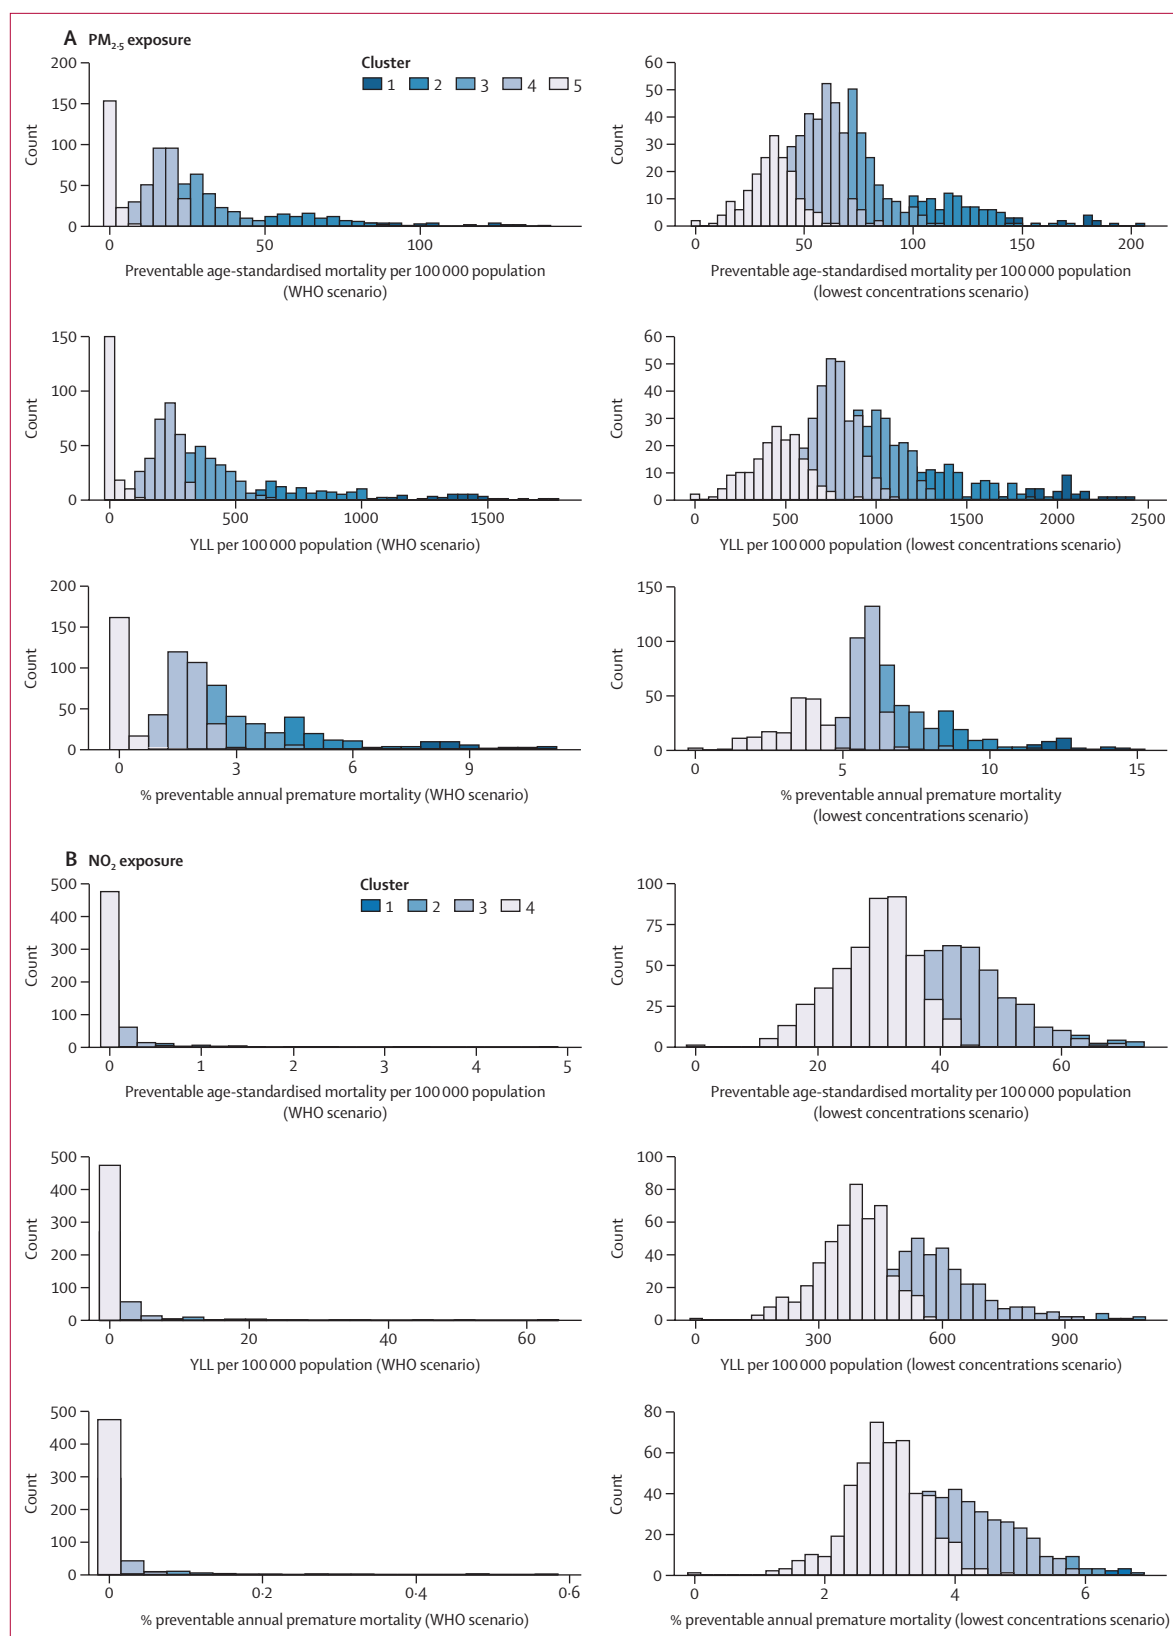 A PM2·5 exposure
Cluster
1 2 3 4 5
200
150
100
50
0
Count
0 50 100
Preventable age-standardised mortality per 100 000 population
(WHO scenario)
60
50
40
30
20
10
0
Count
0 50 100 150 200
Preventable age-standardised mortality per 100 000 population
(lowest concentrations scenario)
150
100
50
0
Count
0 500 1000 1500
YLL per 100 000 population (WHO scenario)
60
50
40
30
20
10
0
Count
0 500 1000 1500 2000 2500
YLL per 100 000 population (lowest concentrations scenario)
200
150
100
50
0
Count
0 3 6 9
% preventable annual premature mortality (WHO scenario)
150
100
50
0
Count
0 5 10 15
% preventable annual premature mortality
(lowest concentrations scenario)
B NO2 exposure
Cluster
1 2 3 4
500
400
300
200
100
0
Count
0 1 2 3 4 5
Preventable age-standardised mortality per 100 000 population
(WHO scenario)
100
75
50
25
0
Count
0 20 40 60
Preventable age-standardised mortality per 100 000 population
(lowest concentrations scenario)
500
400
300
200
100
0
Count
0 20 40 60
YLL per 100 000 population (WHO scenario)
100
80
60
40
20
0
Count
0 300 600 900
YLL per 100 000 population (lowest concentrations scenario)
500
400
300
200
100
0
Count
0 0·2 0·4 0·6
% preventable annual premature mortality (WHO scenario)
80
60
40
20
0
Count
0 2 4 6
% preventable annual premature mortality (lowest concentrations scenario)